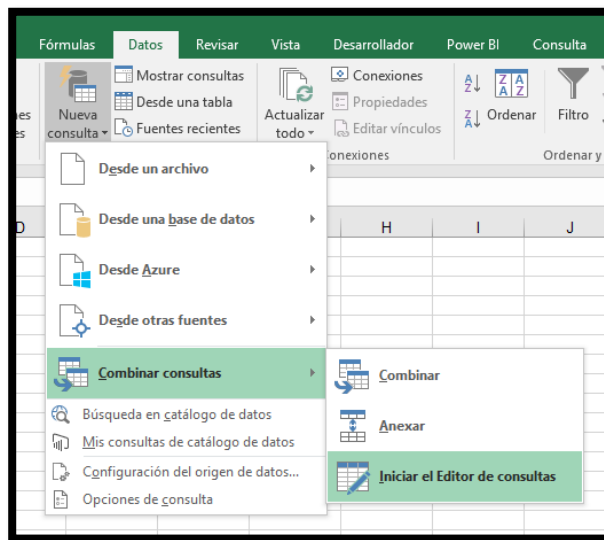 Fórmulas Datos Revisar Vista Desarrollador Power BI Consulta
Mostrar consultas
Desde una tabla
Fuentes recientes
Nueva
consulta
Actualizar
todo
Conexiones
Propiedades
Editar vínculos
onexiones
Ordenar
Filtro
Ordenar y
Desde un archivo
Desde una base de datos
Desde Azure
Desde otras fuentes
Combinar consultas
Búsqueda en catálogo de datos
Mis consultas de catálogo de datos
Configuración del origen de datos...
Opciones de consulta
Combinar
Anexar
Iniciar el Editor de consultas
D H I J